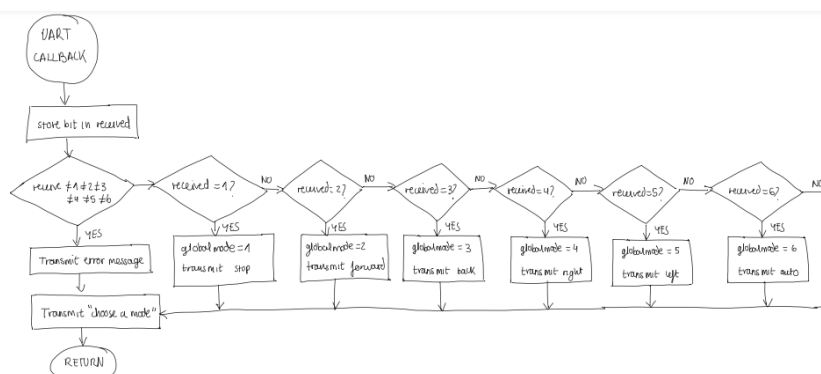 UART
CALLBACK
store bit in received
receive ≠1≠2≠3
≠4 ≠5 ≠6
YES
Transmit error message
Transmit "choose a mode"
RETURN
received =1?
NO
YES
globalmode =1
transmit stop
received=2?
NO
YES
globalmode =2
transmit forward
received=3?
NO
YES
globalmode = 3
transmit back
received=4?
NO
YES
globalmode = 4
transmit right
received=5?
NO
YES
globalmode = 5
transmit left
received=6?
NO
YES
globalmode = 6
transmit auto